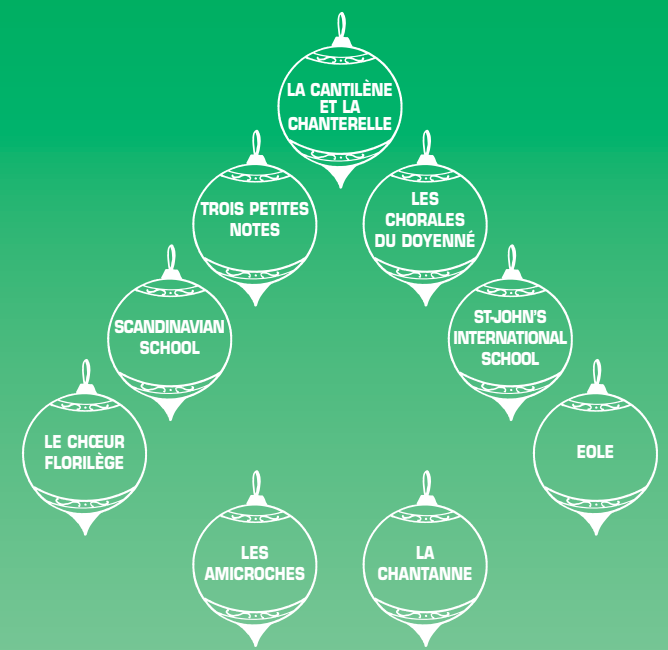 LA CANTILÈNE
ET LA
CHANTERELLE
TROIS PETITES
NOTES
LES
CHORALES
DU DOYENNÉ
SCANDINAVIAN
SCHOOL
ST-JOHN'S
INTERNATIONAL
SCHOOL
LE CHŒUR
FLORILÈGE
EOLE
LES
AMICROCHES
LA
CHANTANNE